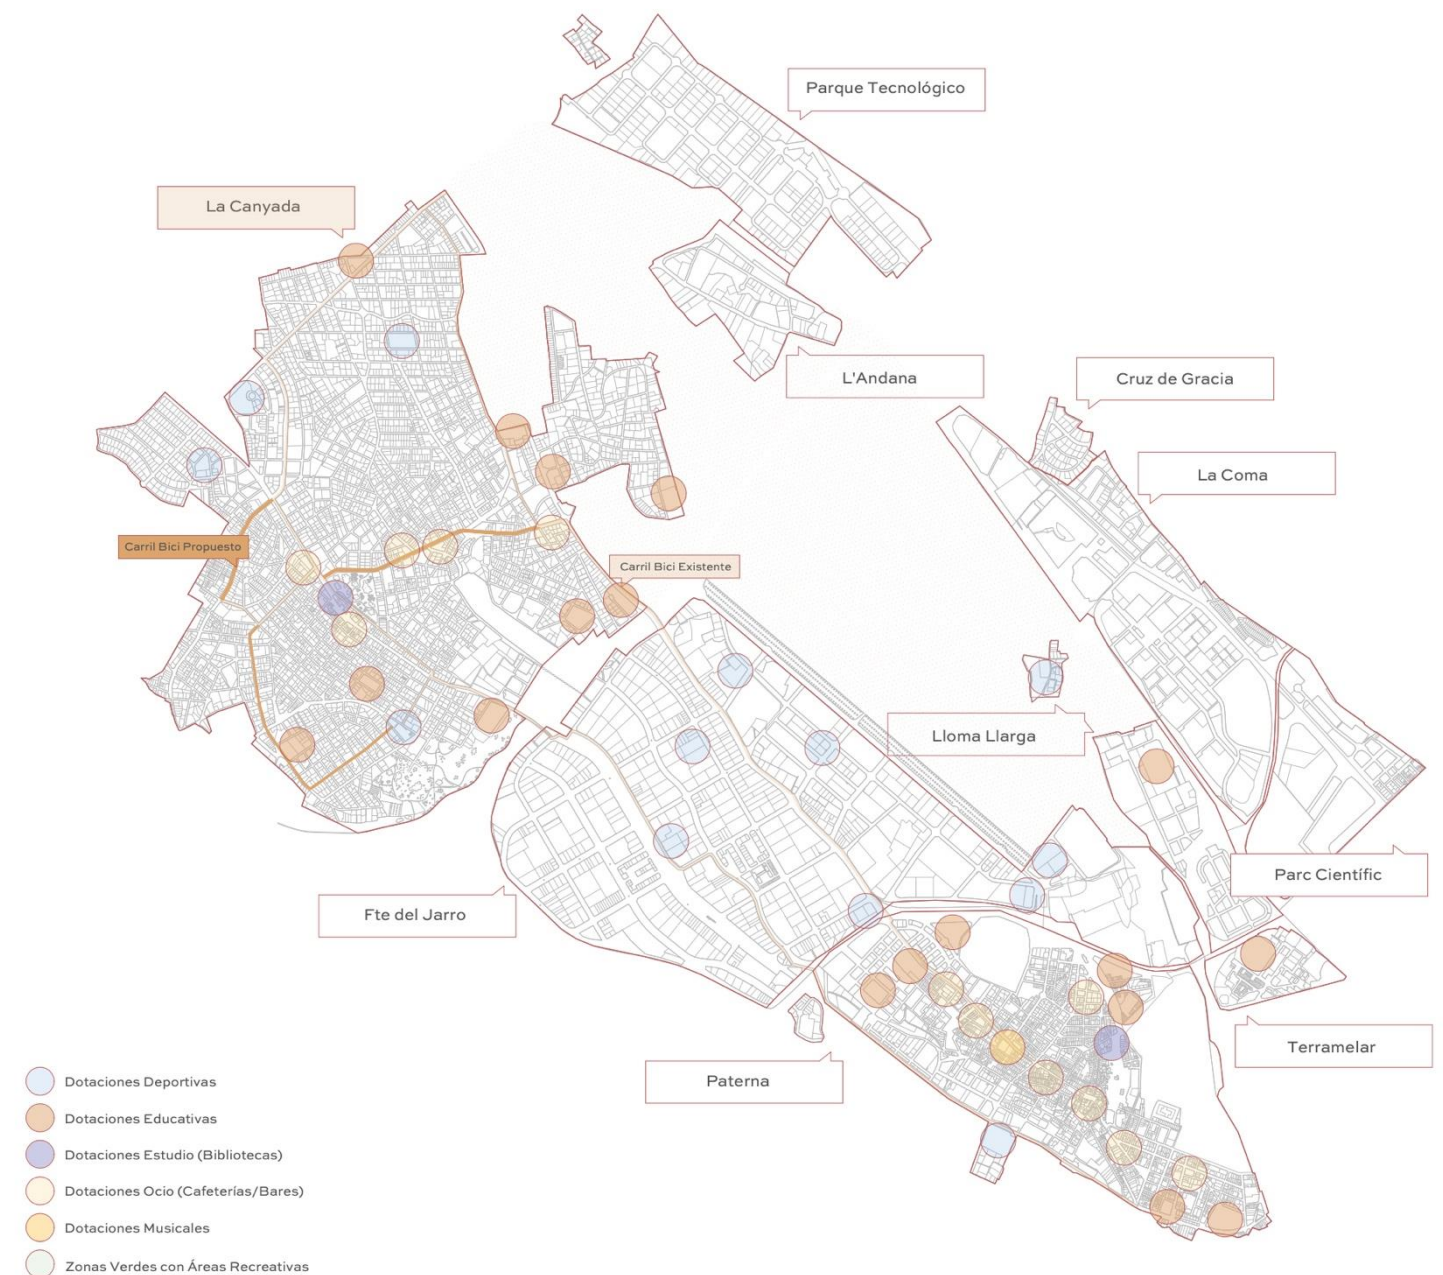 Parque Tecnológico
La Canyada
L'Andana
Cruz de Gracia
La Coma
Carril Bici Propuesto
Carril Bici Existente
Lloma Llarga
Parc Científic
Fte del Jarro
Terramelar
Paterna
Dotaciones Deportivas
Dotaciones Educativas
Dotaciones Estudio (Bibliotecas)
Dotaciones Ocio (Cafeterías/Bares)
Dotaciones Musicales
Zonas Verdes con Áreas Recreativas